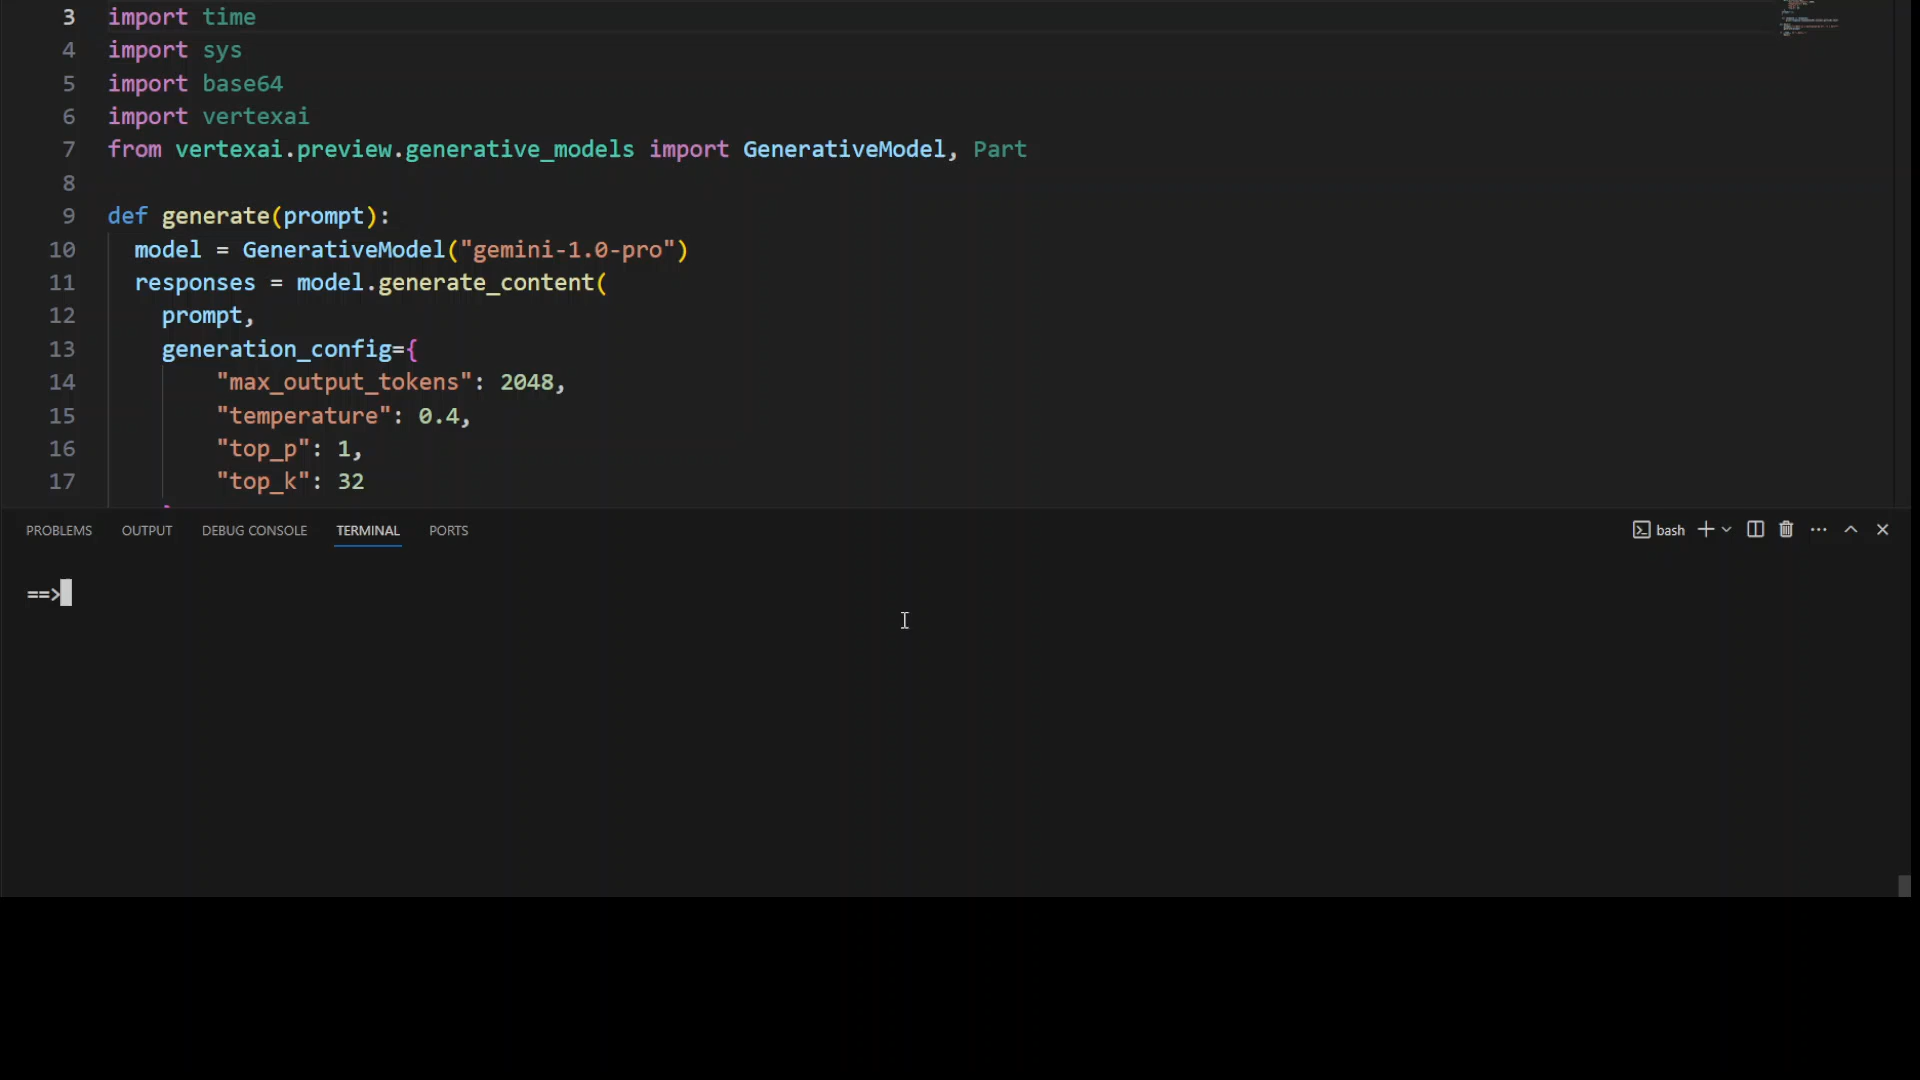 3 import time
4 import sys
5 import base64
6 import vertexai
7 from vertexai.preview.generative_models import GenerativeModel, Part
8
9 def generate(prompt):
10 model = GenerativeModel("gemini-1.0-pro")
11 responses = model.generate_content(
12 prompt,
13 generation_config={
14 "max_output_tokens": 2048,
15 "temperature": 0.4,
16 "top_p": 1,
17 "top_k": 32
PROBLEMS OUTPUT DEBUG CONSOLE TERMINAL PORTS bash
==>